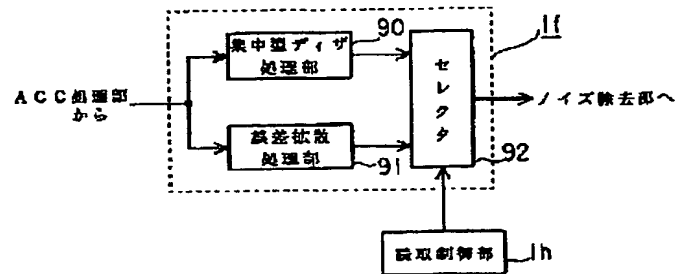 集中型ディザ
処理部
90
1f
ACC処理部
から
セレクタ
ノイズ除去部へ
誤差拡散
処理部
91
92
読取制御部
1h